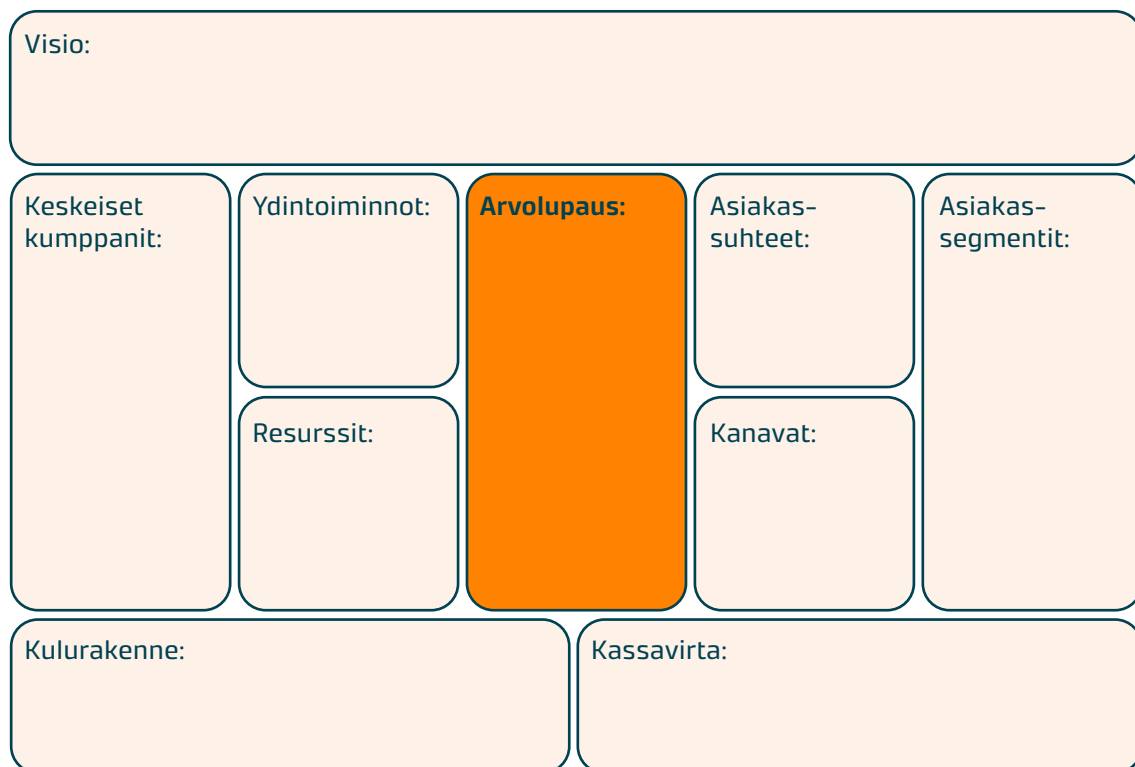 Visio:
Keskeiset
kumppanit:
Ydintoiminnot:
Resurssit:
Arvolupaus:
Asiakas-
suhteet:
Kanavat:
Asiakas-
segmentit:
Kulurakenne:
Kassavirta: